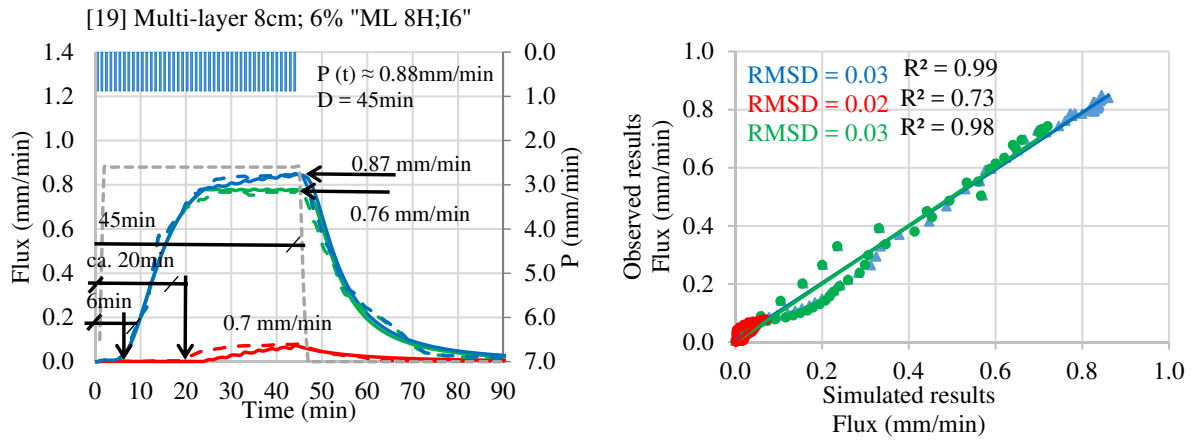 [19] Multi-layer 8cm; 6% "ML 8H;I6"
1.4
1.2
1.0
0.8
0.6
0.4
0.2
0.0
Flux (mm/min)
0.0
1.0
2.0
3.0
4.0
5.0
6.0
7.0
P (mm/min)
P (t) ≈ 0.88mm/min
D = 45min
0.87 mm/min
0.76 mm/min
45min
ca. 20min
6min
0.7 mm/min
0 10 20 30 40 50 60 70 80 90
Time (min)
1.0
0.8
0.6
0.4
0.2
0.0
Observed results
Flux (mm/min)
RMSD = 0.03 R² = 0.99
RMSD = 0.02 R² = 0.73
RMSD = 0.03 R² = 0.98
0.0 0.2 0.4 0.6 0.8 1.0
Simulated results
Flux (mm/min)